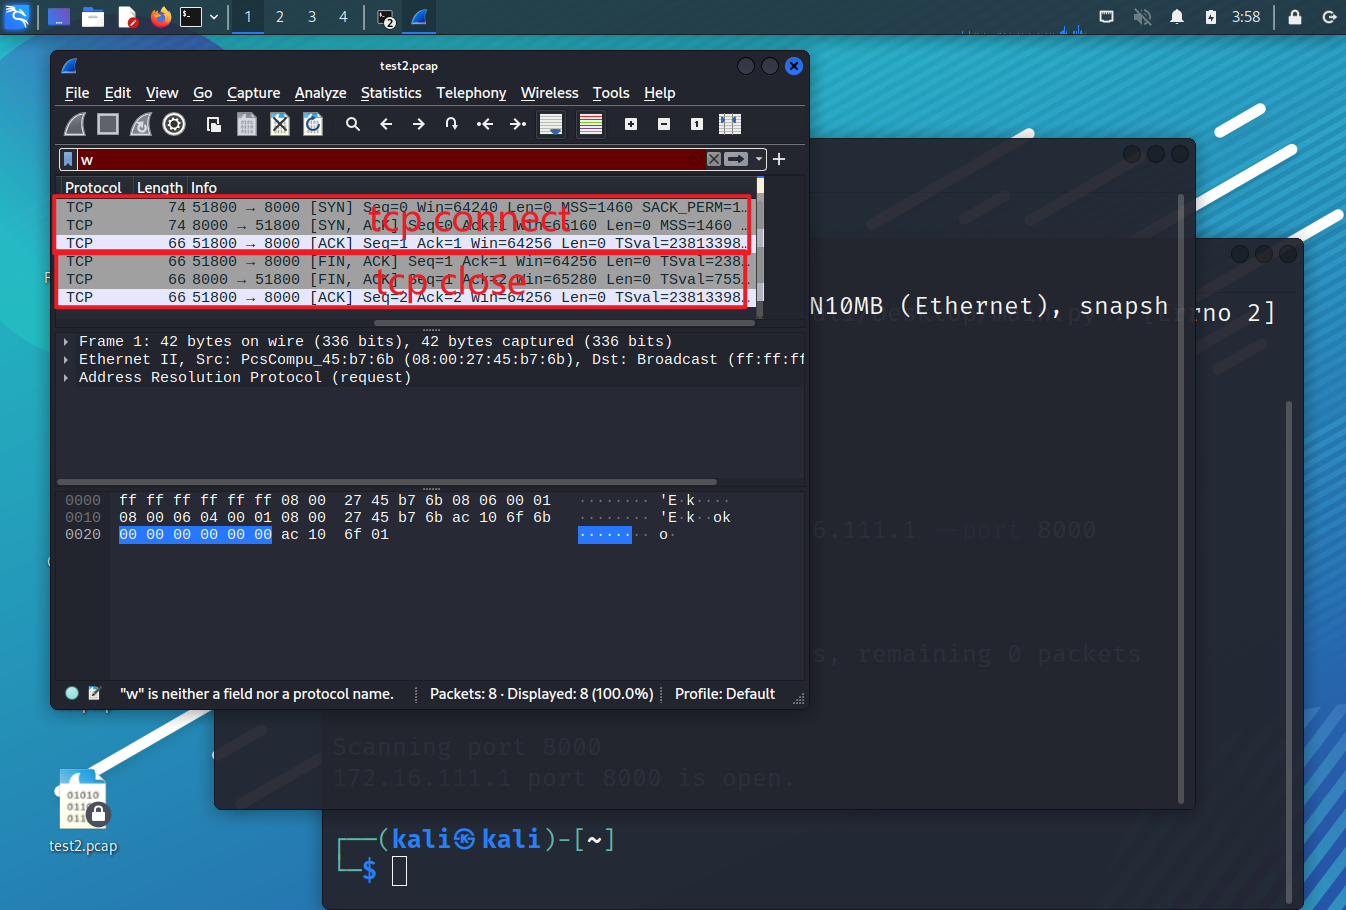 1 2 3 4 2 3:58
test2.pcap
File Edit View Go Capture Analyze Statistics Telephony Wireless Tools Help
w
Protocol Length Info
TCP 74 51800 → 8000 [SYN] Seq=0 Win=64240 Len=0 MSS=1460 SACK_PERM=1…
TCP 74 8000 → 51800 [SYN, ACK] Seq=0 Ack=1 Win=65160 Len=0 MSS=1460 …
TCP 66 51800 → 8000 [ACK] Seq=1 Ack=1 Win=64256 Len=0 TSval=23813398…
tcp connect
TCP 66 51800 → 8000 [FIN, ACK] Seq=1 Ack=1 Win=64256 Len=0 TSval=238…
TCP 66 8000 → 51800 [FIN, ACK] Seq=1 Ack=2 Win=65280 Len=0 TSval=755…
TCP 66 51800 → 8000 [ACK] Seq=2 Ack=2 Win=64256 Len=0 TSval=23813398…
tcp close
Frame 1: 42 bytes on wire (336 bits), 42 bytes captured (336 bits)
Ethernet II, Src: PcsCompu_45:b7:6b (08:00:27:45:b7:6b), Dst: Broadcast (ff:ff:ff
Address Resolution Protocol (request)
0000 ff ff ff ff ff ff 08 00 27 45 b7 6b 08 06 00 01 ········ 'E·k····
0010 08 00 06 04 00 01 08 00 27 45 b7 6b ac 10 6f 6b ········ 'E·k··ok
0020 00 00 00 00 00 00 ac 10 6f 01 ········ o·
"w" is neither a field nor a protocol name. Packets: 8 · Displayed: 8 (100.0%) Profile: Default
N10MB (Ethernet), snapsh
no 2]
6.111.1 --port 8000
s, remaining 0 packets
Scanning port 8000
172.16.111.1 port 8000 is open.
┌──(kali㉿kali)-[~]
└─$
01010
test2.pcap